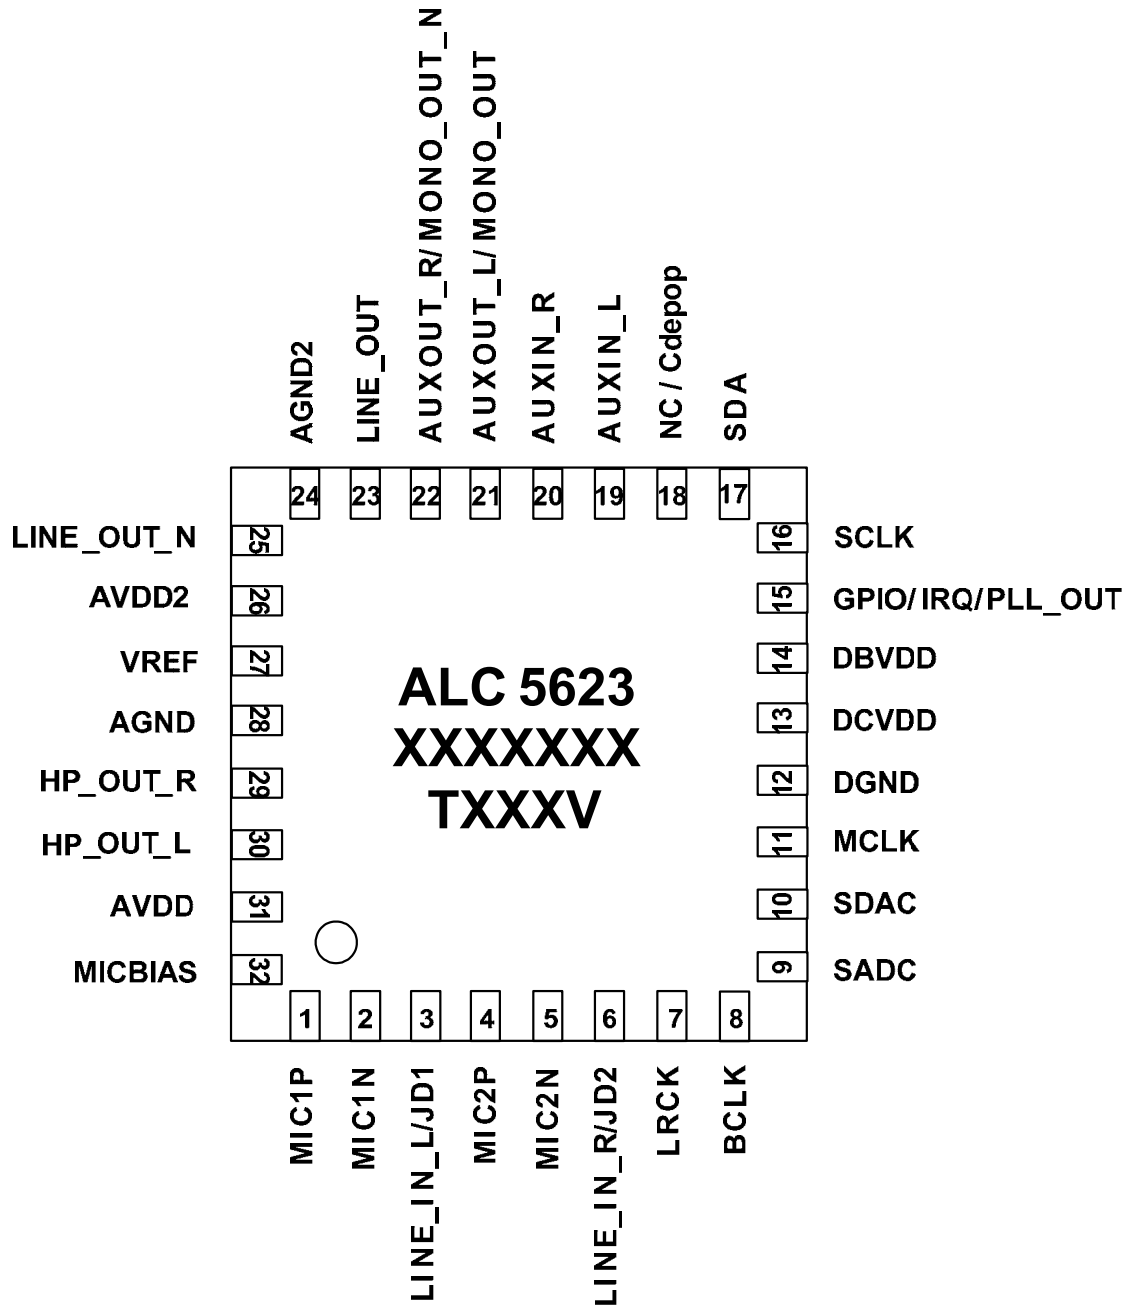 AUXOUT_R/MONO_OUT_N
AUXOUT_L/MONO_OUT
AGND2
LINE_OUT
AUXIN_R
AUXIN_L
NC / Cdepop
SDA
24 23 22 21 20 19 18 17
LINE_OUT_N 25
16 SCLK
AVDD2 26
15 GPIO/IRQ/PLL_OUT
VREF 27
14 DBVDD
AGND 28
13 DCVDD
HP_OUT_R 29
12 DGND
HP_OUT_L 30
11 MCLK
AVDD 31
10 SDAC
MICBIAS 32
9 SADC
ALC 5623
XXXXXXX
TXXXV
1 2 3 4 5 6 7 8
MIC1P
MIC1N
LINE_IN_L/JD1
MIC2P
MIC2N
LINE_IN_R/JD2
LRCK
BCLK